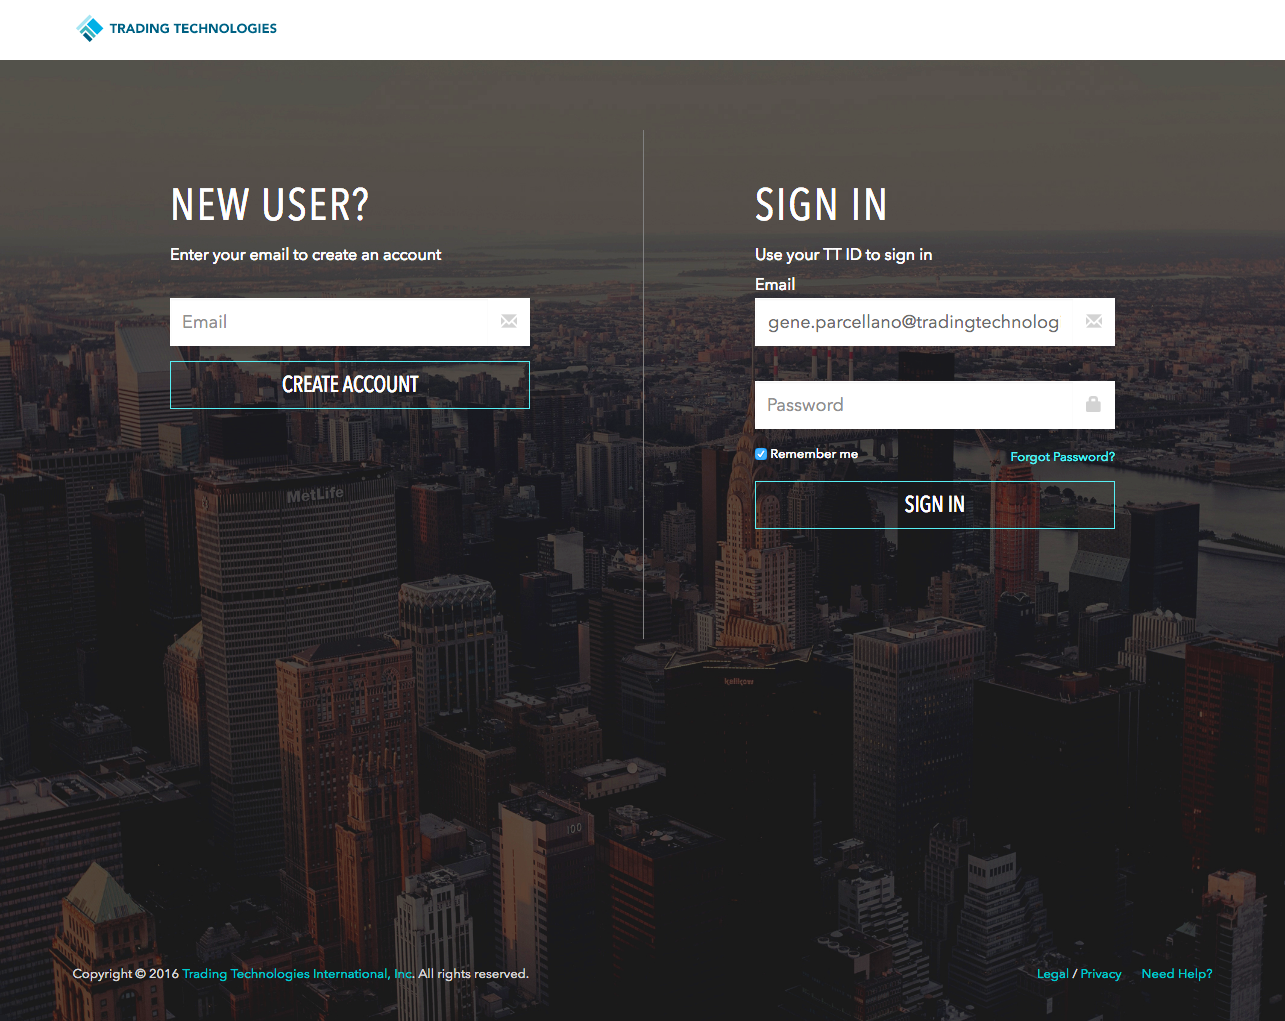 TRADING TECHNOLOGIES
NEW USER?
Enter your email to create an account
Email
CREATE ACCOUNT
SIGN IN
Use your TT ID to sign in
Email
gene.parcellano@tradingtechnolog
Password
Remember me
Forgot Password?
SIGN IN
MetLife
100
Copyright © 2016 Trading Technologies International, Inc. All rights reserved.
Legal / Privacy
Need Help?